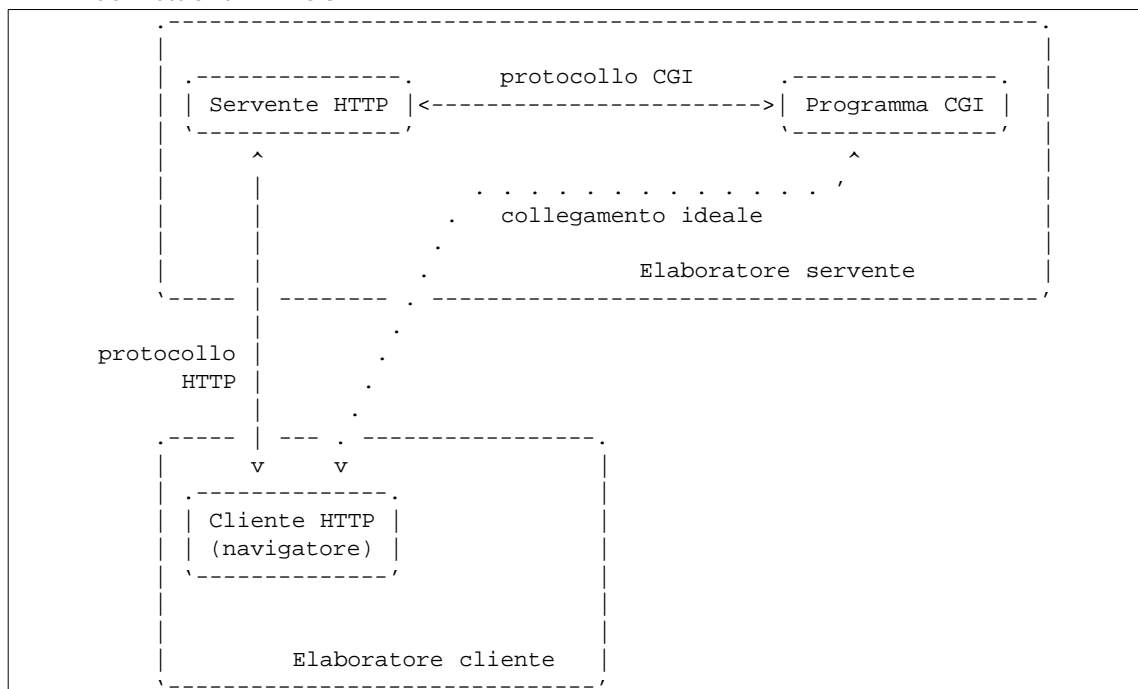 protocollo CGI
Servente HTTP
Programma CGI
collegamento ideale
Elaboratore servente
protocollo
HTTP
Cliente HTTP
(navigatore)
Elaboratore cliente